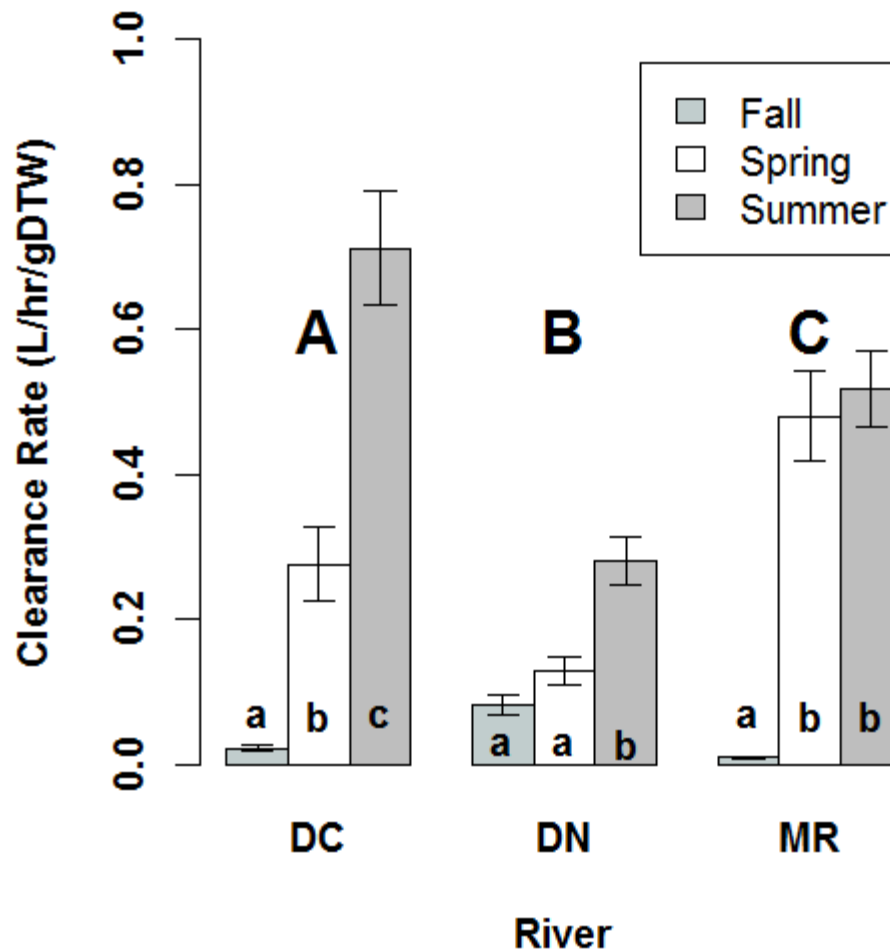 Clearance Rate (L/hr/gDTW)
1.0
0.8
0.6
0.4
0.2
0.0
Fall
Spring
Summer
A B C
a b c
a a b
a b b
DC DN MR
River